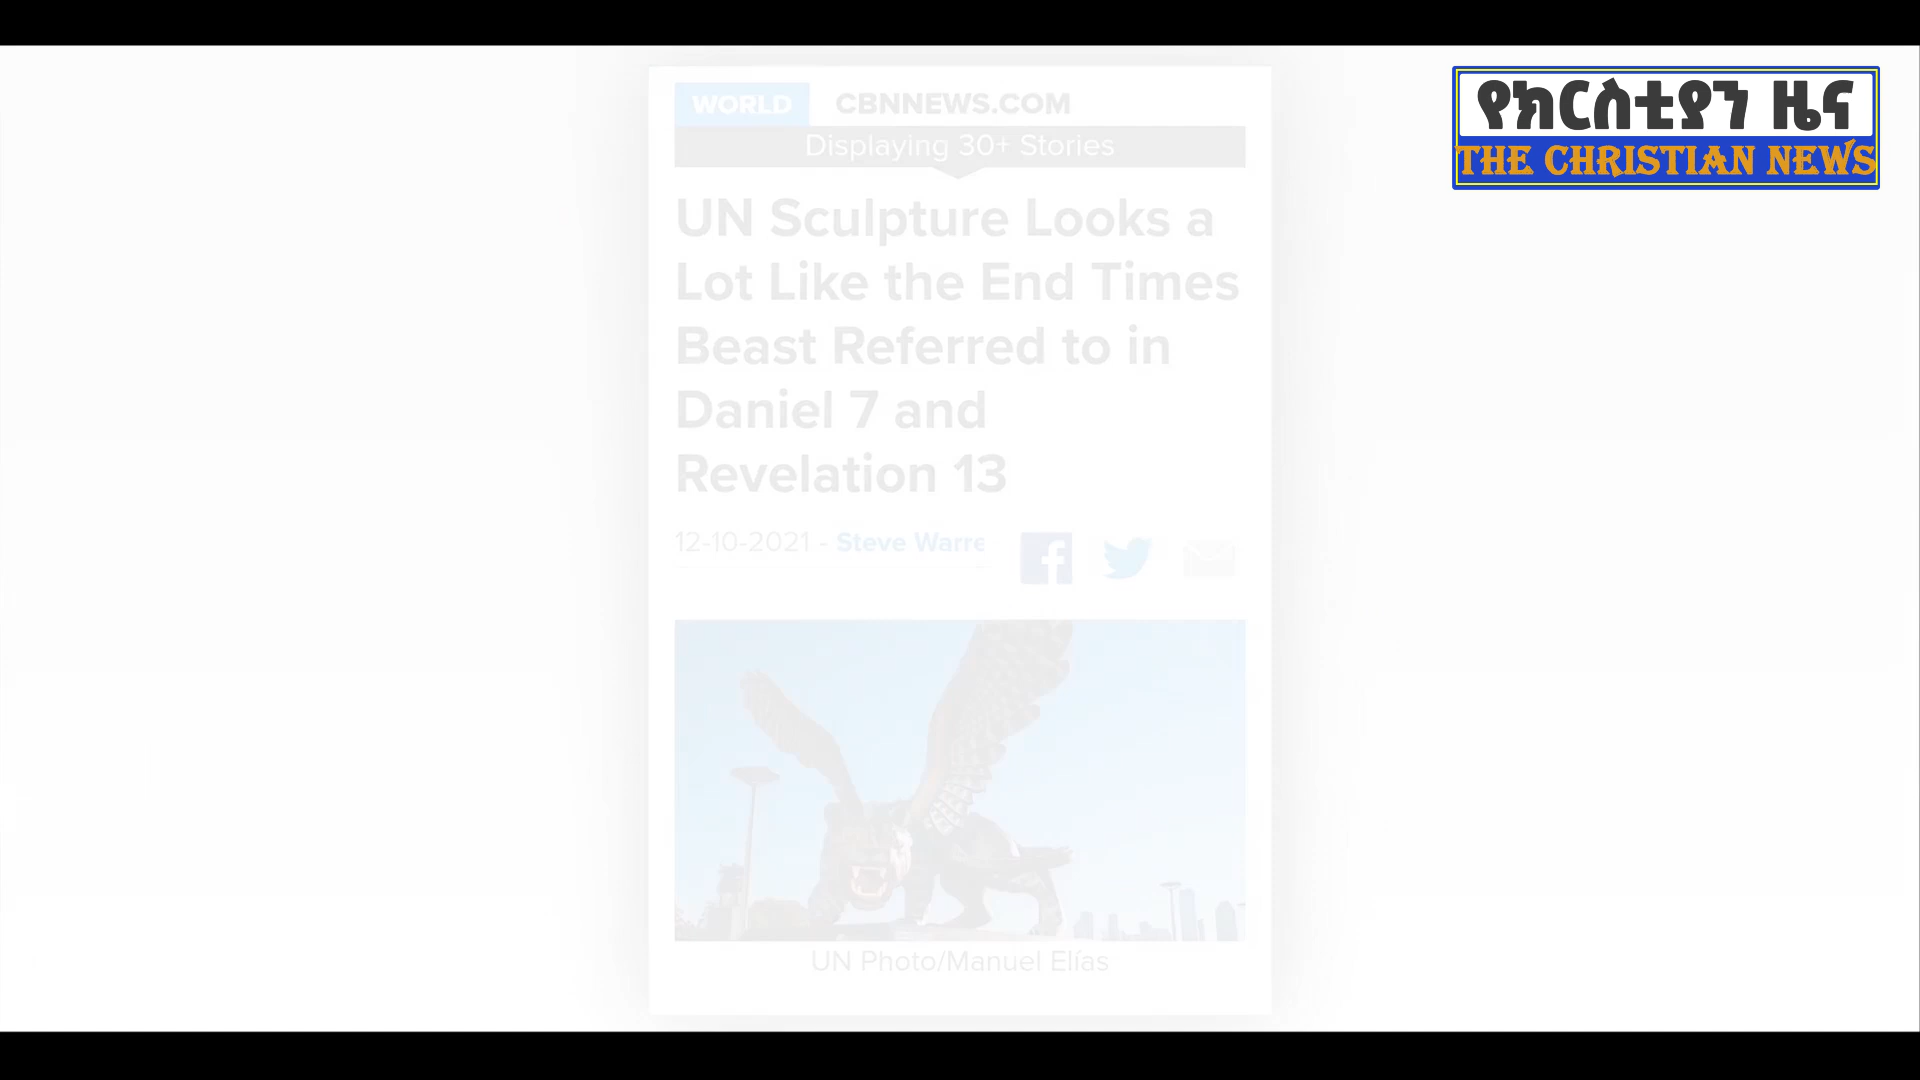 WORLD CBNNEWS.COM
Displaying 30+ Stories
UN Sculpture Looks a
Lot Like the End Times
Beast Referred to in
Daniel 7 and
Revelation 13
12-10-2021 - Steve Warre
UN Photo/Manuel Elías
የክርስቲያን ዜና
THE CHRISTIAN NEWS